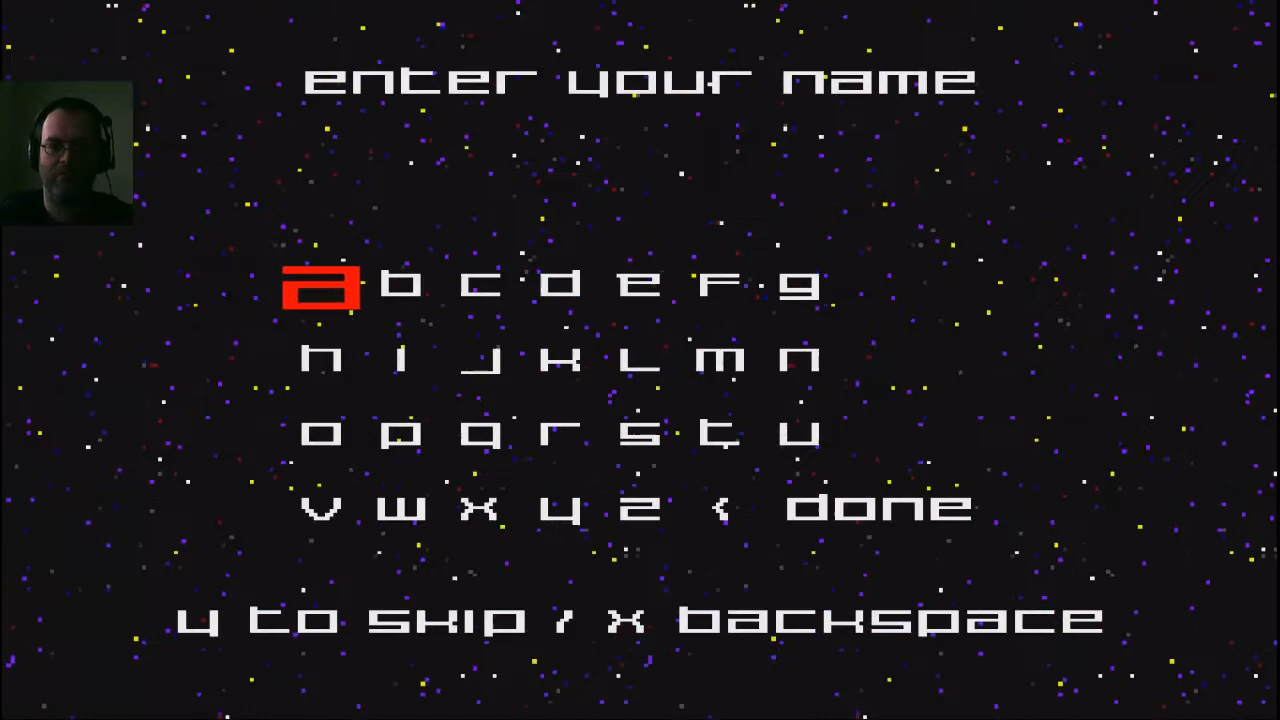 enter your name
a b c d e f g
h i j k l m n
o p q r s t u
v w x y z < done
y to skip / x backspace